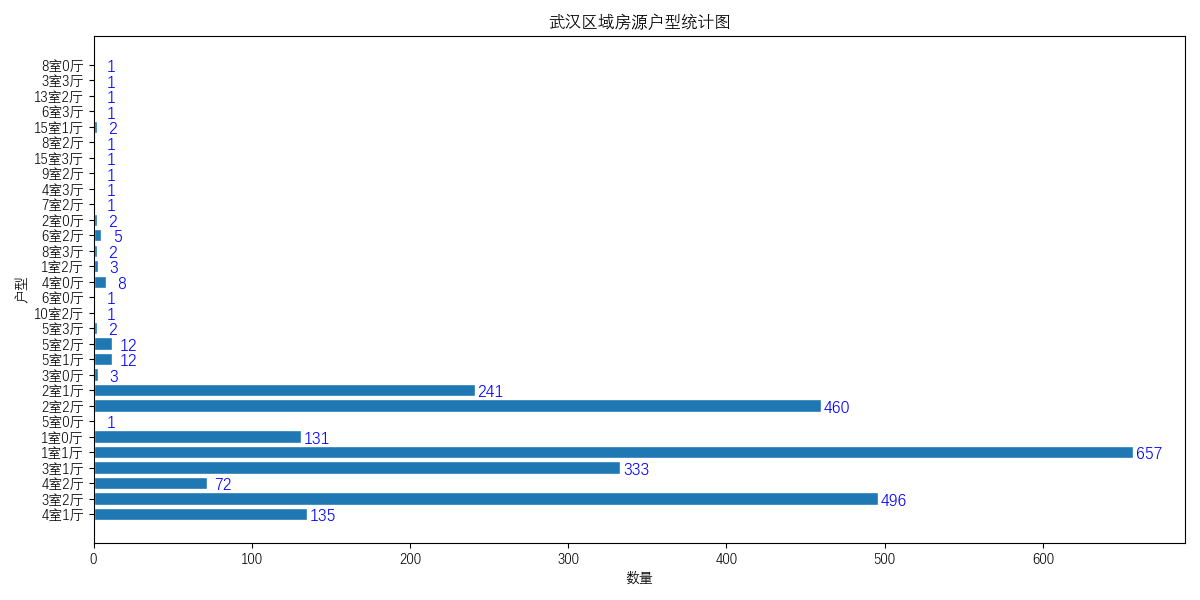 武汉区域房源户型统计图
户型
8室0厅 1
3室3厅 1
13室2厅 1
6室3厅 1
15室1厅 2
8室2厅 1
15室3厅 1
9室2厅 1
4室3厅 1
7室2厅 1
2室0厅 2
6室2厅 5
8室3厅 2
1室2厅 3
4室0厅 8
6室0厅 1
10室2厅 1
5室3厅 2
5室2厅 12
5室1厅 12
3室0厅 3
2室1厅 241
2室2厅 460
5室0厅 1
1室0厅 131
1室1厅 657
3室1厅 333
4室2厅 72
3室2厅 496
4室1厅 135
0 100 200 300 400 500 600
数量